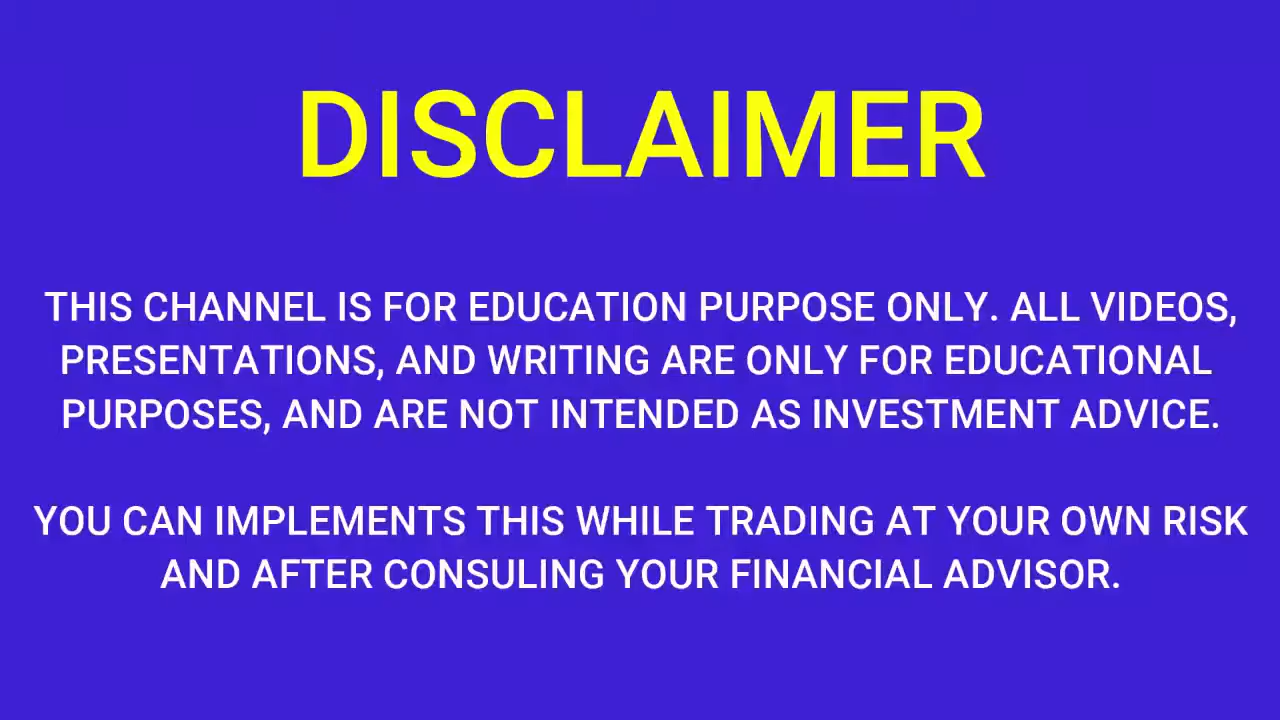 DISCLAIMER
THIS CHANNEL IS FOR EDUCATION PURPOSE ONLY. ALL VIDEOS,
PRESENTATIONS, AND WRITING ARE ONLY FOR EDUCATIONAL
PURPOSES, AND ARE NOT INTENDED AS INVESTMENT ADVICE.
YOU CAN IMPLEMENTS THIS WHILE TRADING AT YOUR OWN RISK
AND AFTER CONSULING YOUR FINANCIAL ADVISOR.